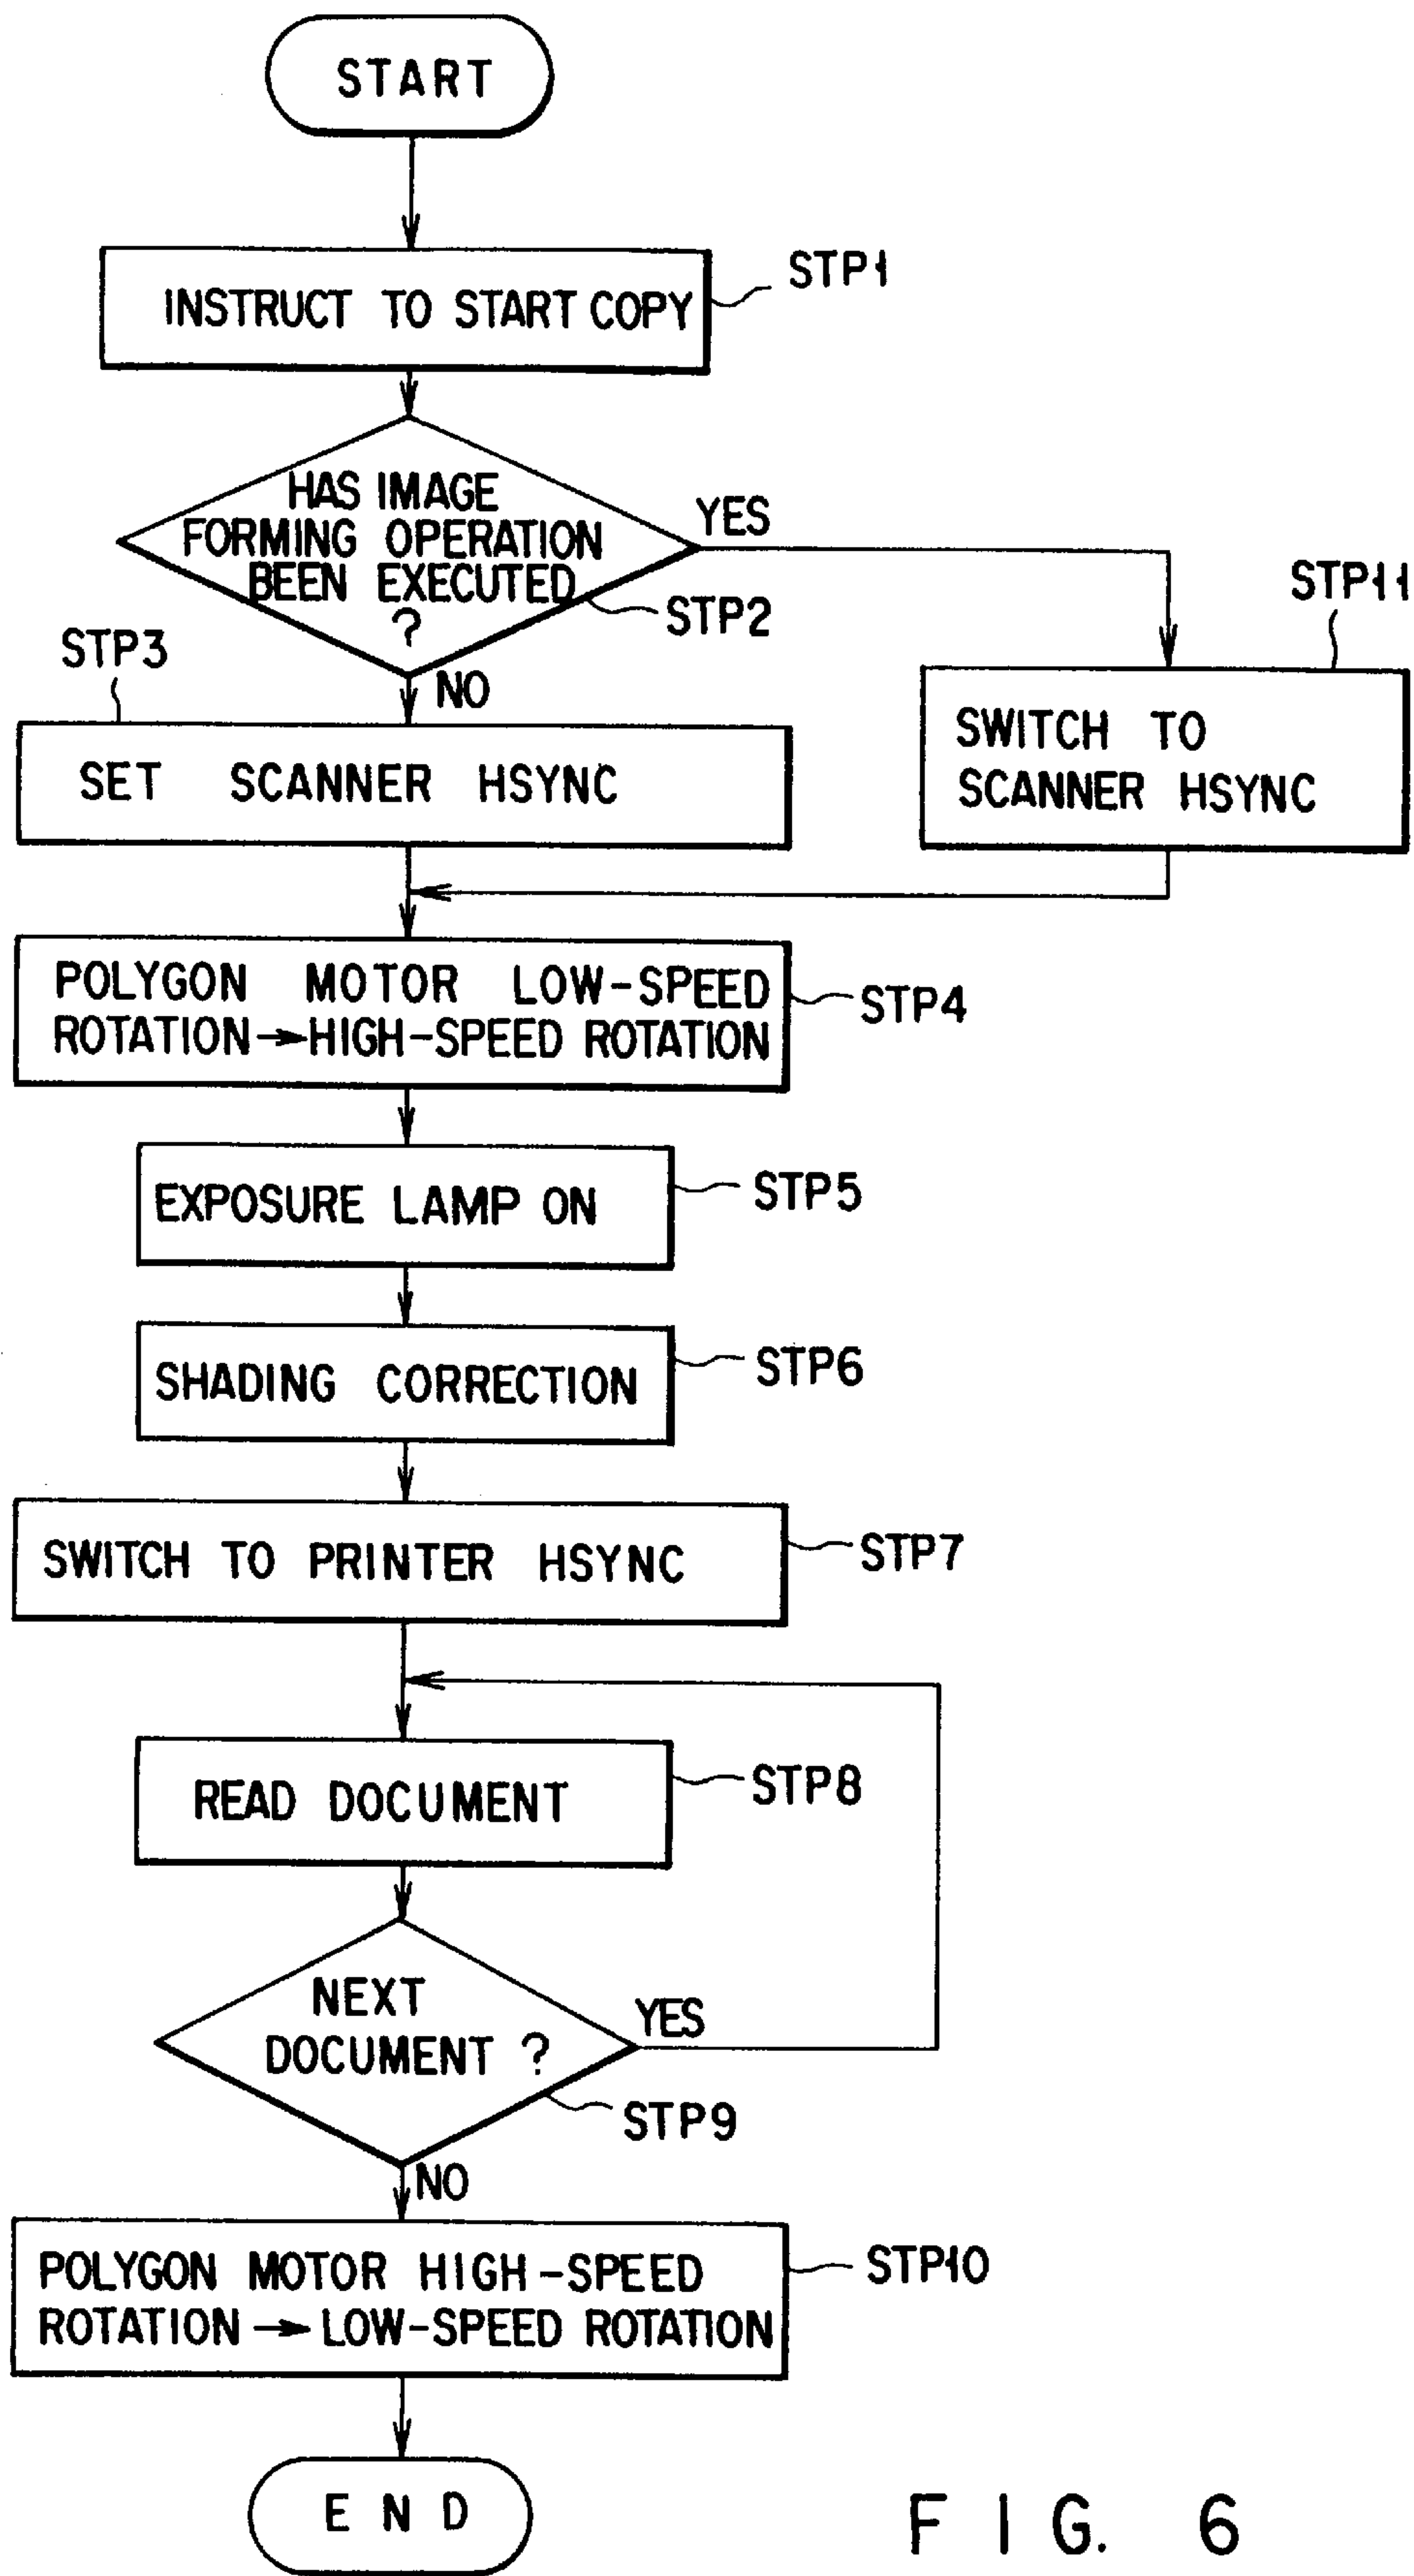 START
INSTRUCT TO START COPY
STP1
HAS IMAGE
FORMING OPERATION
BEEN EXECUTED
?
YES
STP2
NO
STP11
SWITCH TO
SCANNER HSYNC
STP3
SET SCANNER HSYNC
POLYGON MOTOR LOW-SPEED
ROTATION→HIGH-SPEED ROTATION
STP4
EXPOSURE LAMP ON
STP5
SHADING CORRECTION
STP6
SWITCH TO PRINTER HSYNC
STP7
READ DOCUMENT
STP8
NEXT
DOCUMENT ?
YES
STP9
NO
POLYGON MOTOR HIGH-SPEED
ROTATION→LOW-SPEED ROTATION
STP10
END
FIG. 6